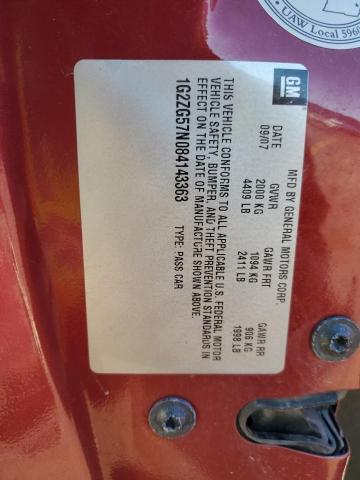 UAW Local 5960
GM
MFD BY GENERAL MOTORS CORP.
DATE GVWR GAWR FRT GAWR RR
09/07 2000 KG 1094 KG 906 KG
4409 LB 2411 LB 1998 LB
THIS VEHICLE CONFORMS TO ALL APPLICABLE U.S. FEDERAL MOTOR
VEHICLE SAFETY, BUMPER, AND THEFT PREVENTION STANDARDS IN
EFFECT ON THE DATE OF MANUFACTURE SHOWN ABOVE.
1G2ZG57N084143363 TYPE: PASS CAR